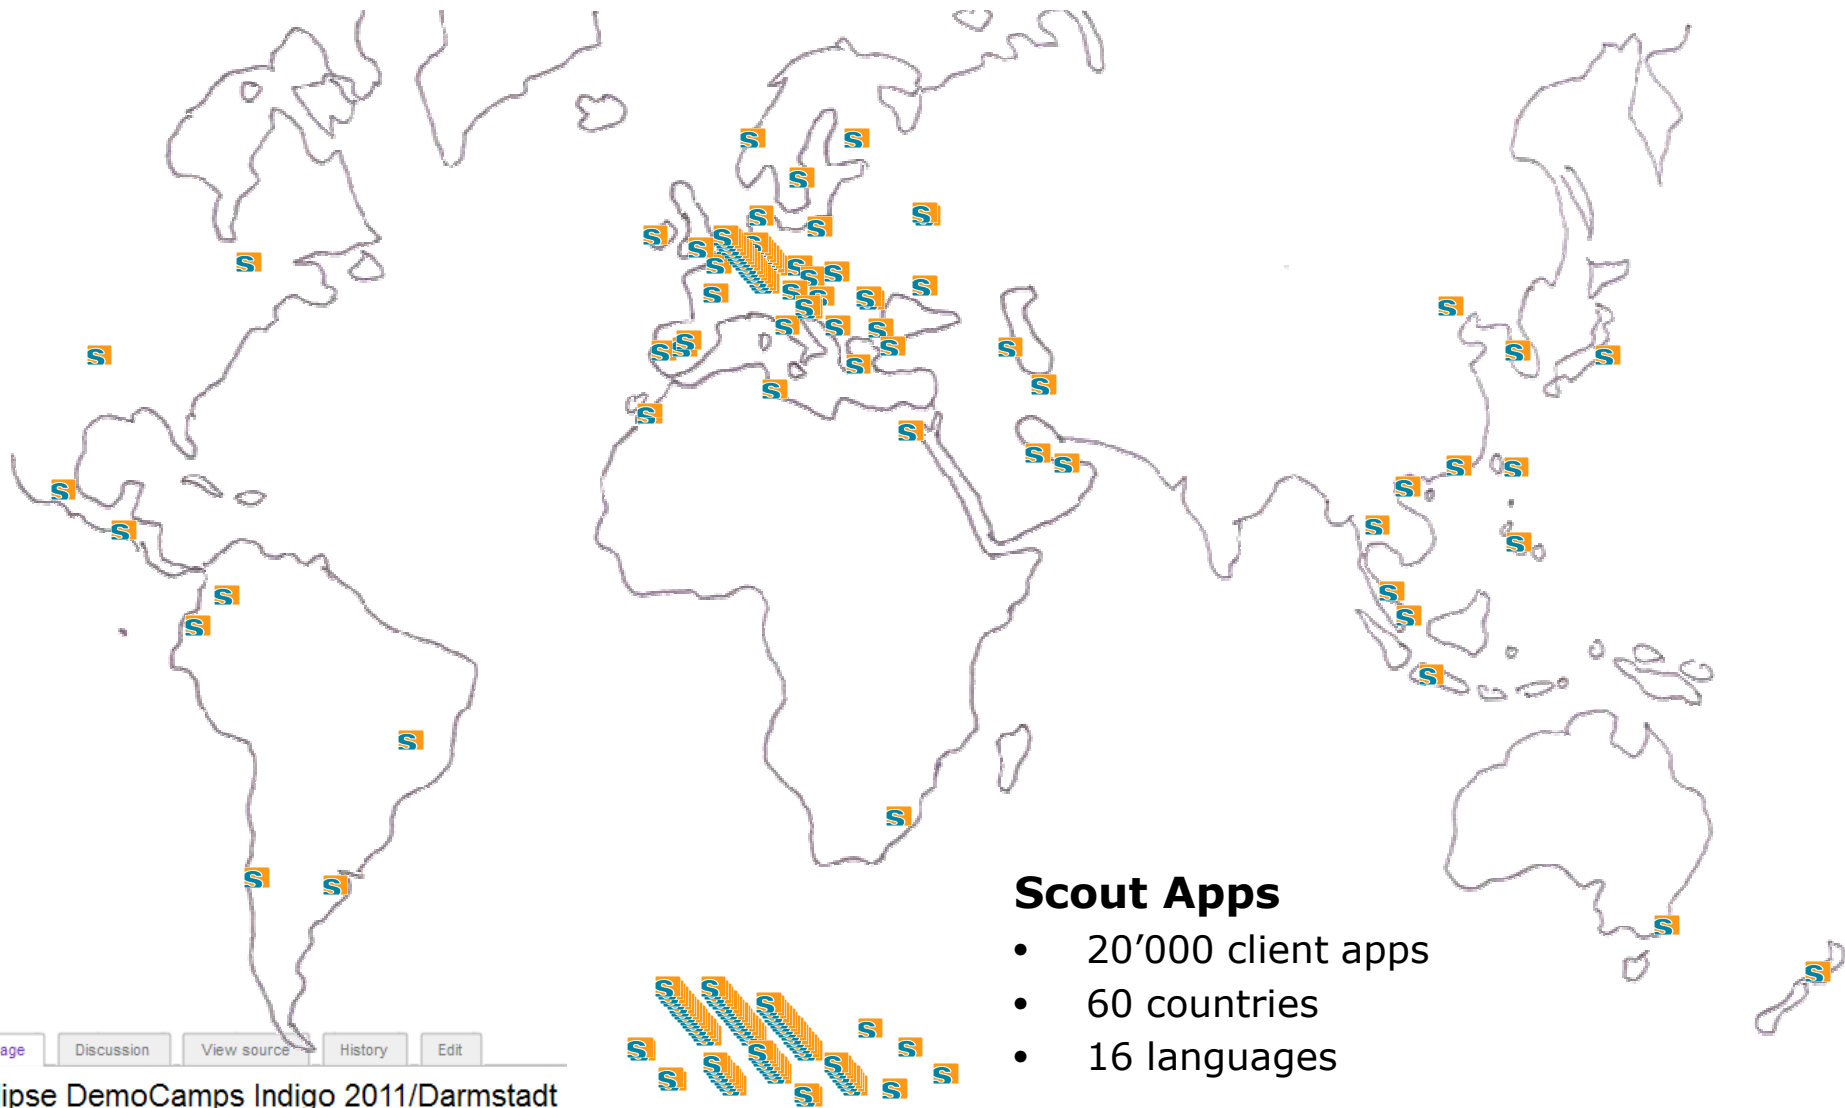 Scout Apps
• 20’000 client apps
• 60 countries
• 16 languages
age Discussion View source History Edit
lipse DemoCamps Indigo 2011/Darmstadt